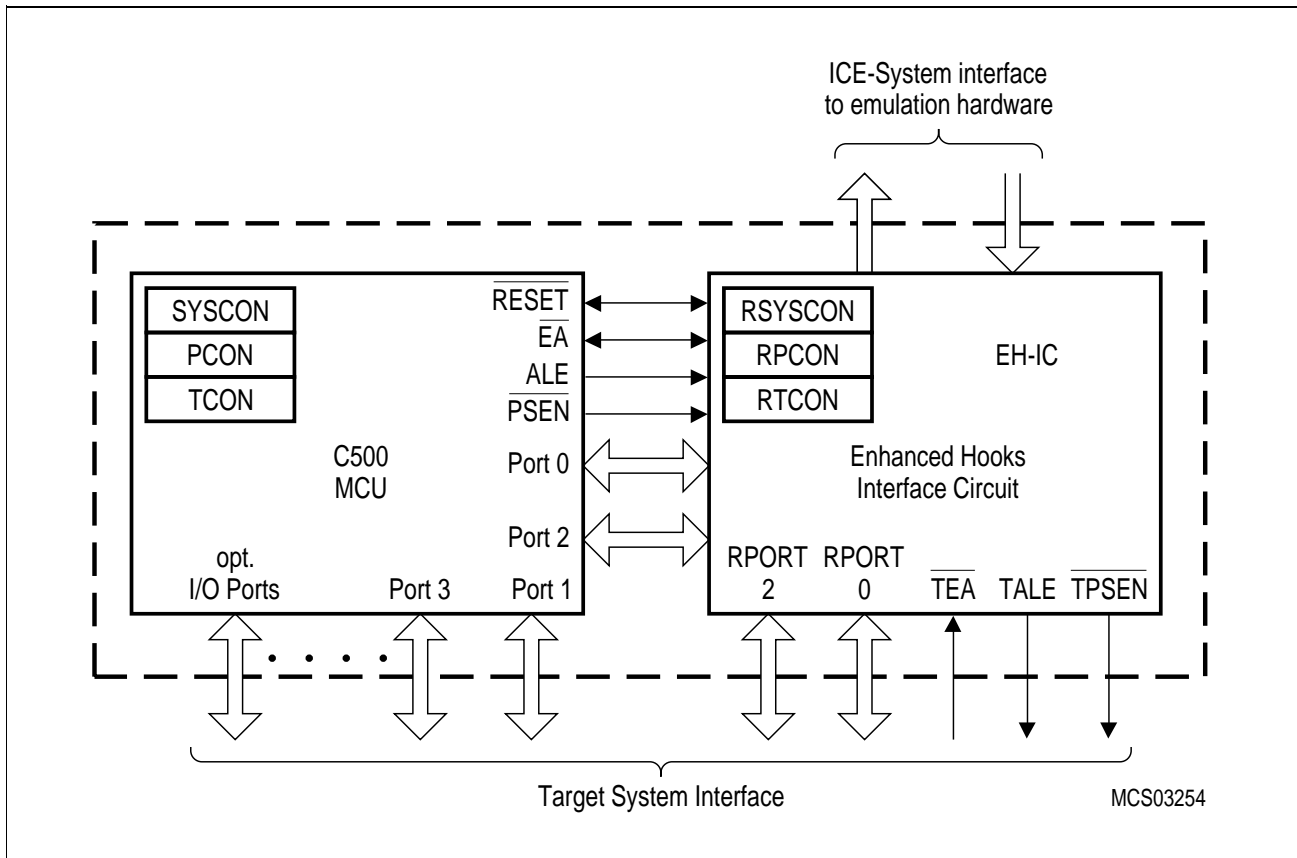 ICE-System interface
to emulation hardware
SYSCON
PCON
TCON
RESET
EA
ALE
PSEN
Port 0
Port 2
C500
MCU
opt.
I/O Ports
Port 3
Port 1
RSYSCON
RPCON
RTCON
EH-IC
Enhanced Hooks
Interface Circuit
RPORT
2
RPORT
0
TEA
TALE
TPSEN
Target System Interface
MCS03254